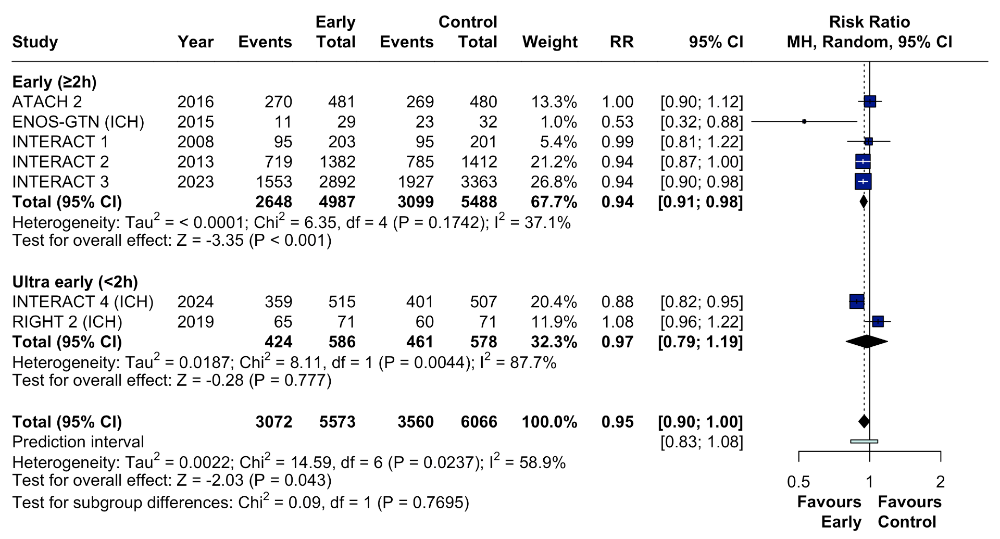 Early Control Risk Ratio
Study Year Events Total Events Total Weight RR 95% CI MH, Random, 95% CI
Early (≥2h)
ATACH 2 2016 270 481 269 480 13.3% 1.00 [0.90; 1.12]
ENOS-GTN (ICH) 2015 11 29 23 32 1.0% 0.53 [0.32; 0.88]
INTERACT 1 2008 95 203 95 201 5.4% 0.99 [0.81; 1.22]
INTERACT 2 2013 719 1382 785 1412 21.2% 0.94 [0.87; 1.00]
INTERACT 3 2023 1553 2892 1927 3363 26.8% 0.94 [0.90; 0.98]
Total (95% CI) 2648 4987 3099 5488 67.7% 0.94 [0.91; 0.98]
Heterogeneity: Tau² = < 0.0001; Chi² = 6.35, df = 4 (P = 0.1742); I² = 37.1%
Test for overall effect: Z = -3.35 (P < 0.001)
Ultra early (<2h)
INTERACT 4 (ICH) 2024 359 515 401 507 20.4% 0.88 [0.82; 0.95]
RIGHT 2 (ICH) 2019 65 71 60 71 11.9% 1.08 [0.96; 1.22]
Total (95% CI) 424 586 461 578 32.3% 0.97 [0.79; 1.19]
Heterogeneity: Tau² = 0.0187; Chi² = 8.11, df = 1 (P = 0.0044); I² = 87.7%
Test for overall effect: Z = -0.28 (P = 0.777)
Total (95% CI) 3072 5573 3560 6066 100.0% 0.95 [0.90; 1.00]
Prediction interval [0.83; 1.08]
Heterogeneity: Tau² = 0.0022; Chi² = 14.59, df = 6 (P = 0.0237); I² = 58.9%
Test for overall effect: Z = -2.03 (P = 0.043)
0.5 1 2
Test for subgroup differences: Chi² = 0.09, df = 1 (P = 0.7695)
Favours Favours
Early Control